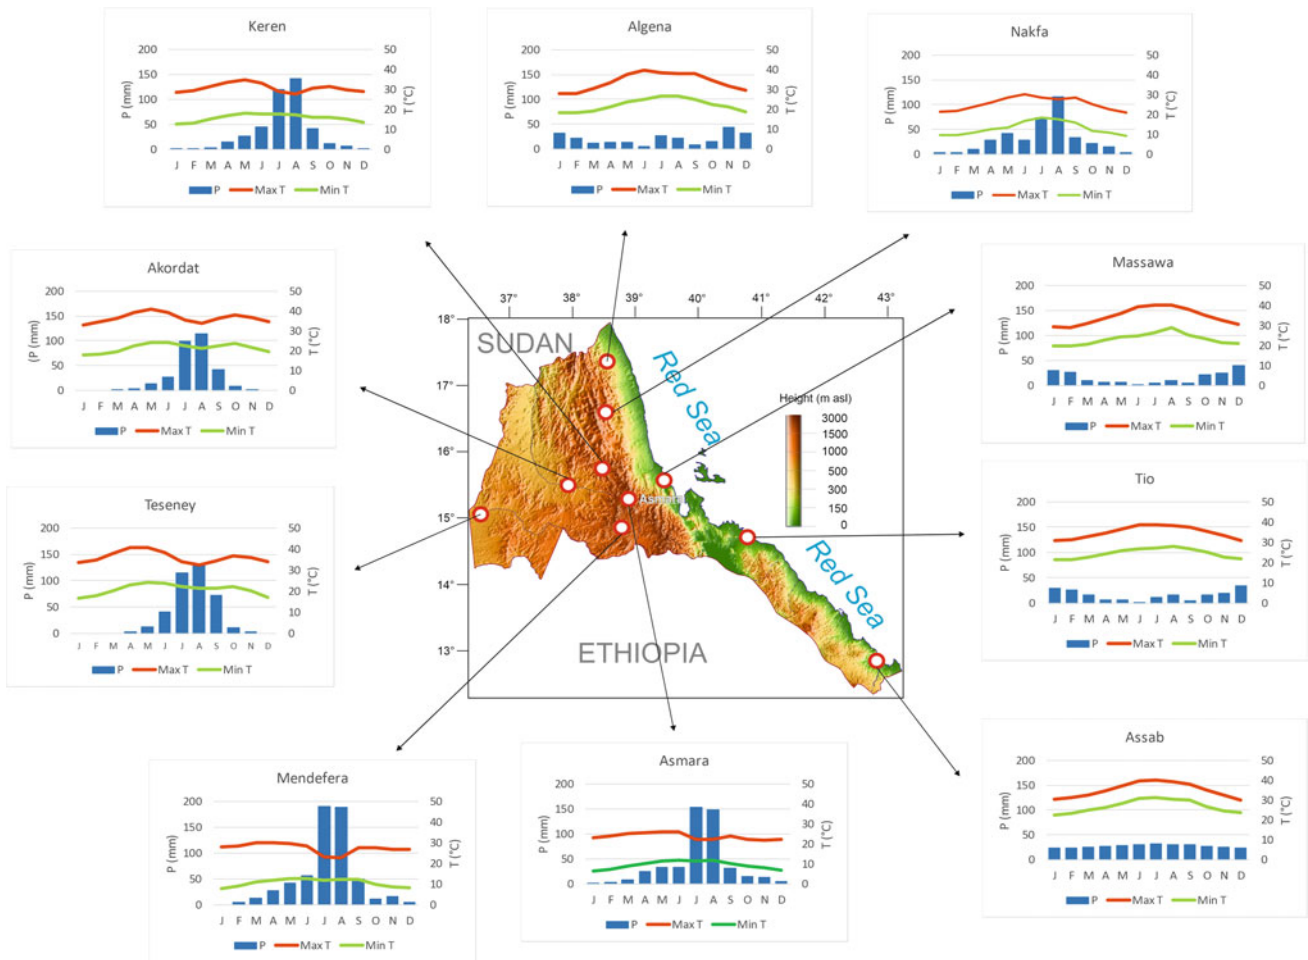 Keren
200
150
100
50
0
P (mm)
50
40
30
20
10
0
T (°C)
J F M A M J J A S O N D
P Max T Min T
Algena
200
150
100
50
0
P (mm)
50
40
30
20
10
0
T (°C)
J F M A M J J A S O N D
P Max T Min T
Nakfa
200
150
100
50
0
P (mm)
50
40
30
20
10
0
T (°C)
J F M A M J J A S O N D
P Max T Min T
Akordat
200
150
100
50
0
(P (mm)
50
40
30
20
10
0
T (°C)
J F M A M J J A S O N D
P Max T Min T
37° 38° 39° 40° 41° 42° 43°
18°
17°
16°
15°
14°
13°
SUDAN
Red Sea
Height (m asl)
3000
1500
1000
500
300
150
0
Asmara
Red Sea
ETHIOPIA
Massawa
200
150
100
50
0
P (mm)
50
40
30
20
10
0
T (°C)
J F M A M J J A S O N D
P Max T Min T
Teseney
200
150
100
50
0
P (mm)
50
40
30
20
10
0
T (°C)
J F M A M J J A S O N D
P Max T Min T
Tio
200
150
100
50
0
P (mm)
50
40
30
20
10
0
T (°C)
J F M A M J J A S O N D
P Max T Min T
Mendefera
200
150
100
50
0
P (mm)
50
40
30
20
10
0
T (°C)
J F M A M J J A S O N D
P Max T Min T
Asmara
200
150
100
50
0
P (mm)
50
40
30
20
10
0
T (°C)
J F M A M J J A S O N D
P Max T Min T
Assab
200
150
100
50
0
P (mm)
50
40
30
20
10
0
T (°C)
J F M A M J J A S O N D
P Max T Min T